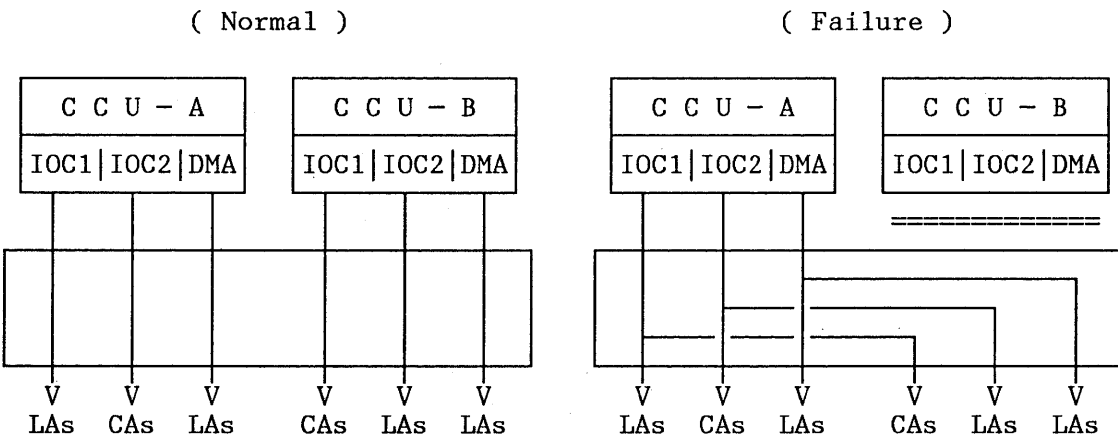 ( Normal ) ( Failure )
C C U - A C C U - B C C U - A C C U - B
IOC1|IOC2|DMA IOC1|IOC2|DMA IOC1|IOC2|DMA IOC1|IOC2|DMA
=============
V V V V V V V V V V V V
LAs CAs LAs CAs LAs LAs LAs CAs LAs CAs LAs LAs